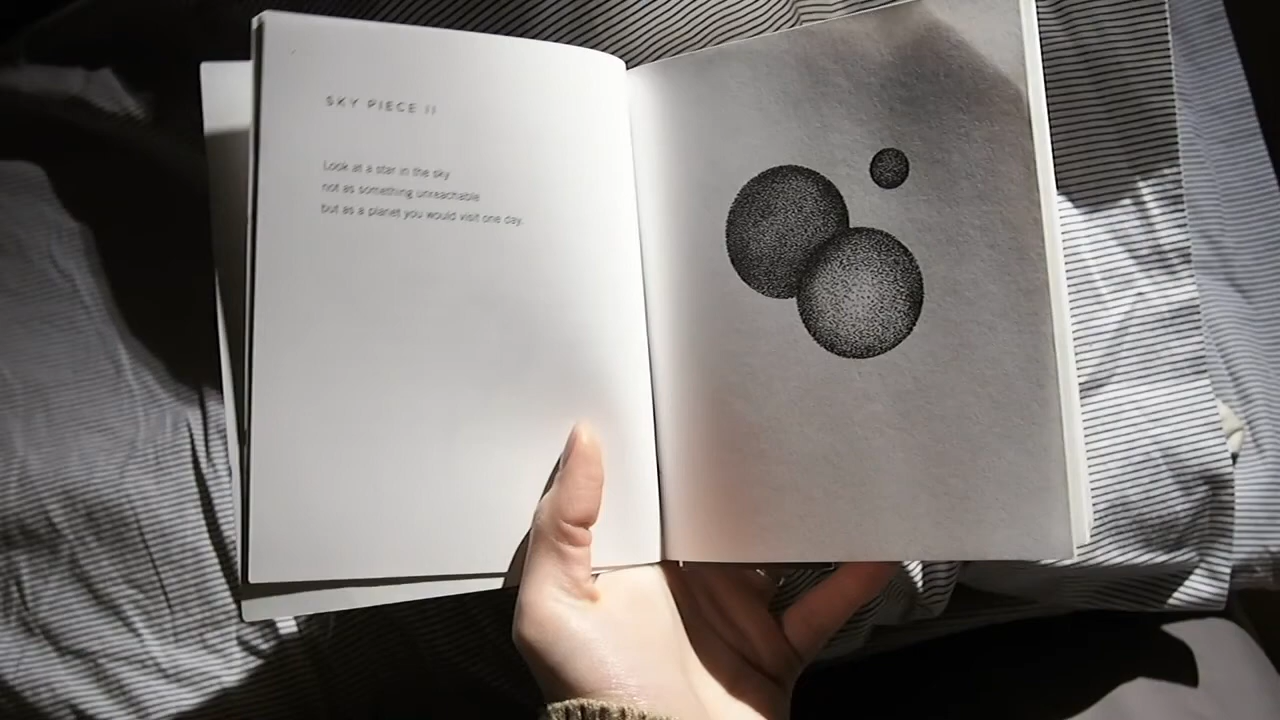 SKY PIECE II
Look at a star in the sky
not as something unreachable
but as a planet you would visit one day.